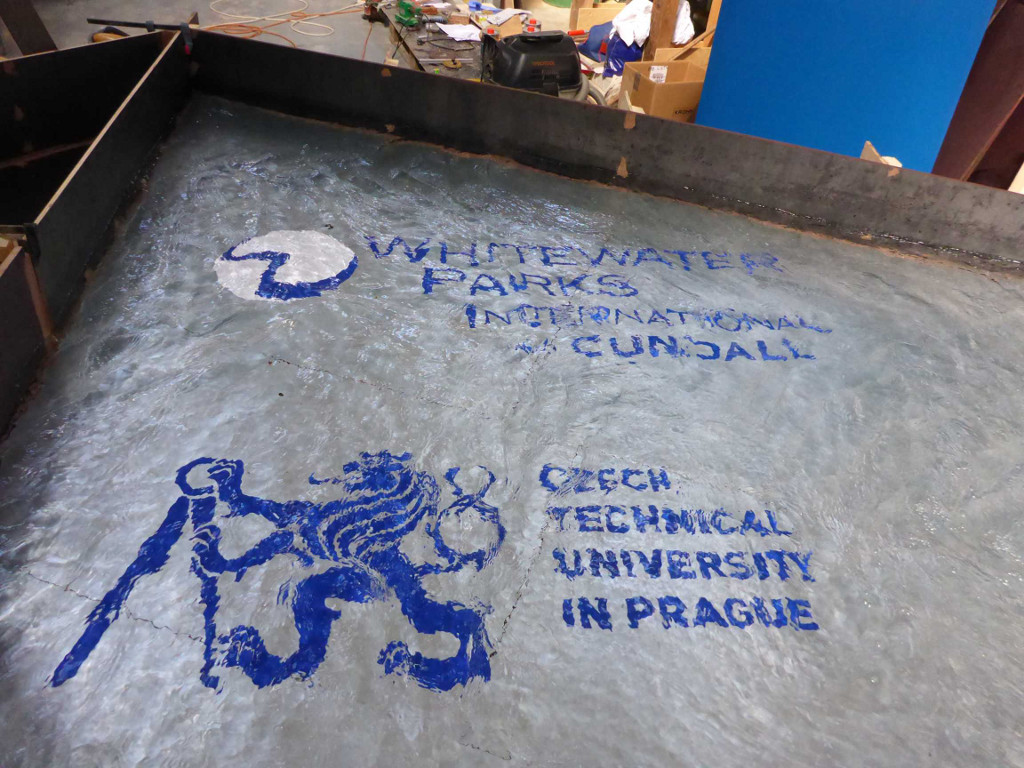 WHITEWATER
PARKS
INTERNATIONAL
CUNDALL
CZECH
TECHNICAL
UNIVERSITY
IN PRAGUE